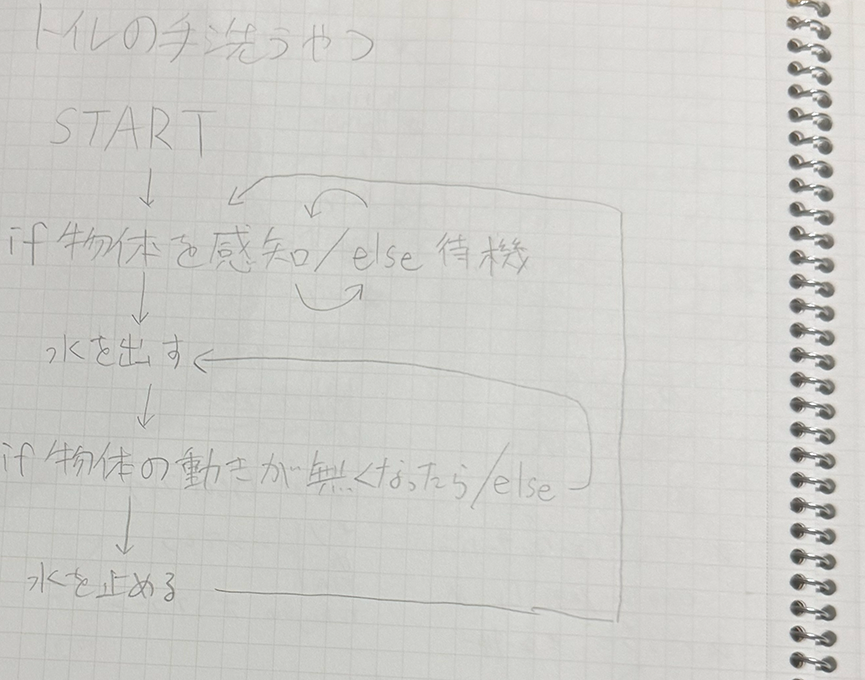 トイレの手洗うやつ
START
if 物体を感知/else 待機
水を出す
if 物体の動きが無くなったら/else
水を止める